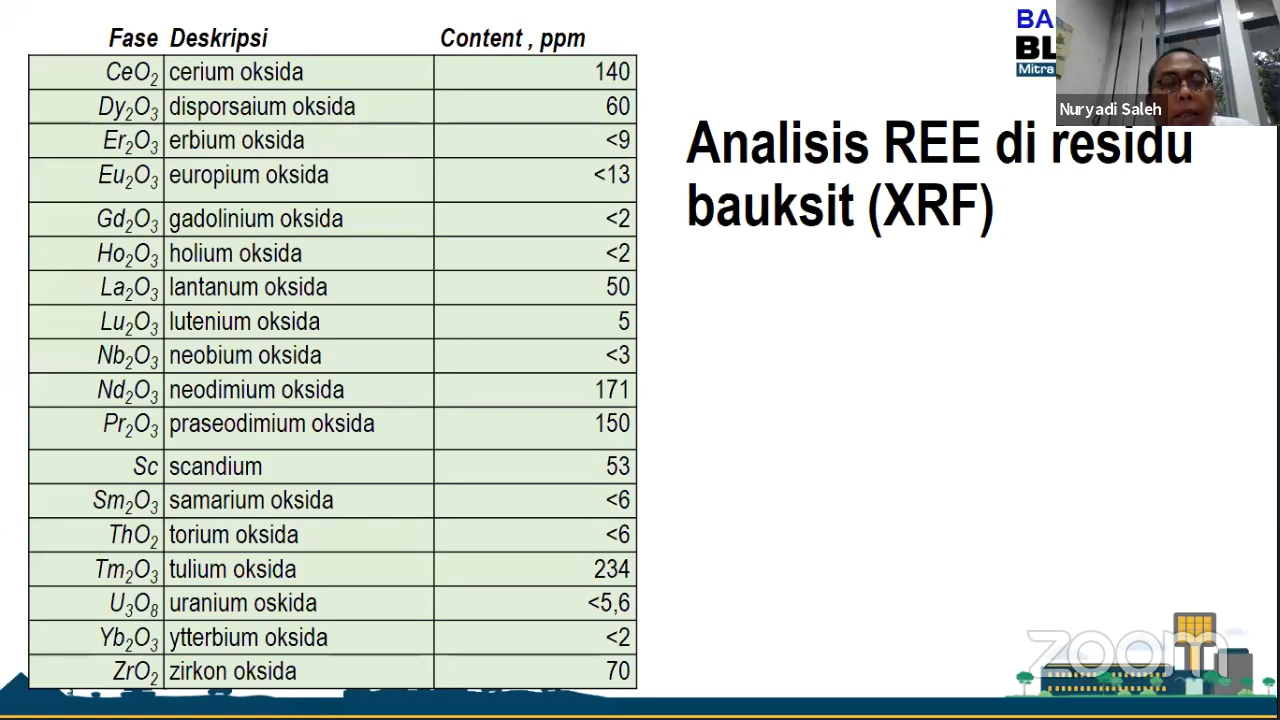 Fase Deskripsi Content , ppm
CeO₂ cerium oksida 140
Dy₂O₃ disporsaium oksida 60
Er₂O₃ erbium oksida <9
Eu₂O₃ europium oksida <13
Gd₂O₃ gadolinium oksida <2
Ho₂O₃ holium oksida <2
La₂O₃ lantanum oksida 50
Lu₂O₃ lutenium oksida 5
Nb₂O₃ neobium oksida <3
Nd₂O₃ neodimium oksida 171
Pr₂O₃ praseodimium oksida 150
Sc scandium 53
Sm₂O₃ samarium oksida <6
ThO₂ torium oksida <6
Tm₂O₃ tulium oksida 234
U₃O₈ uranium oskida <5,6
Yb₂O₃ ytterbium oksida <2
ZrO₂ zirkon oksida 70
BA
BL
Mitra
Nuryadi Saleh
Analisis REE di residu
bauksit (XRF)
zoom